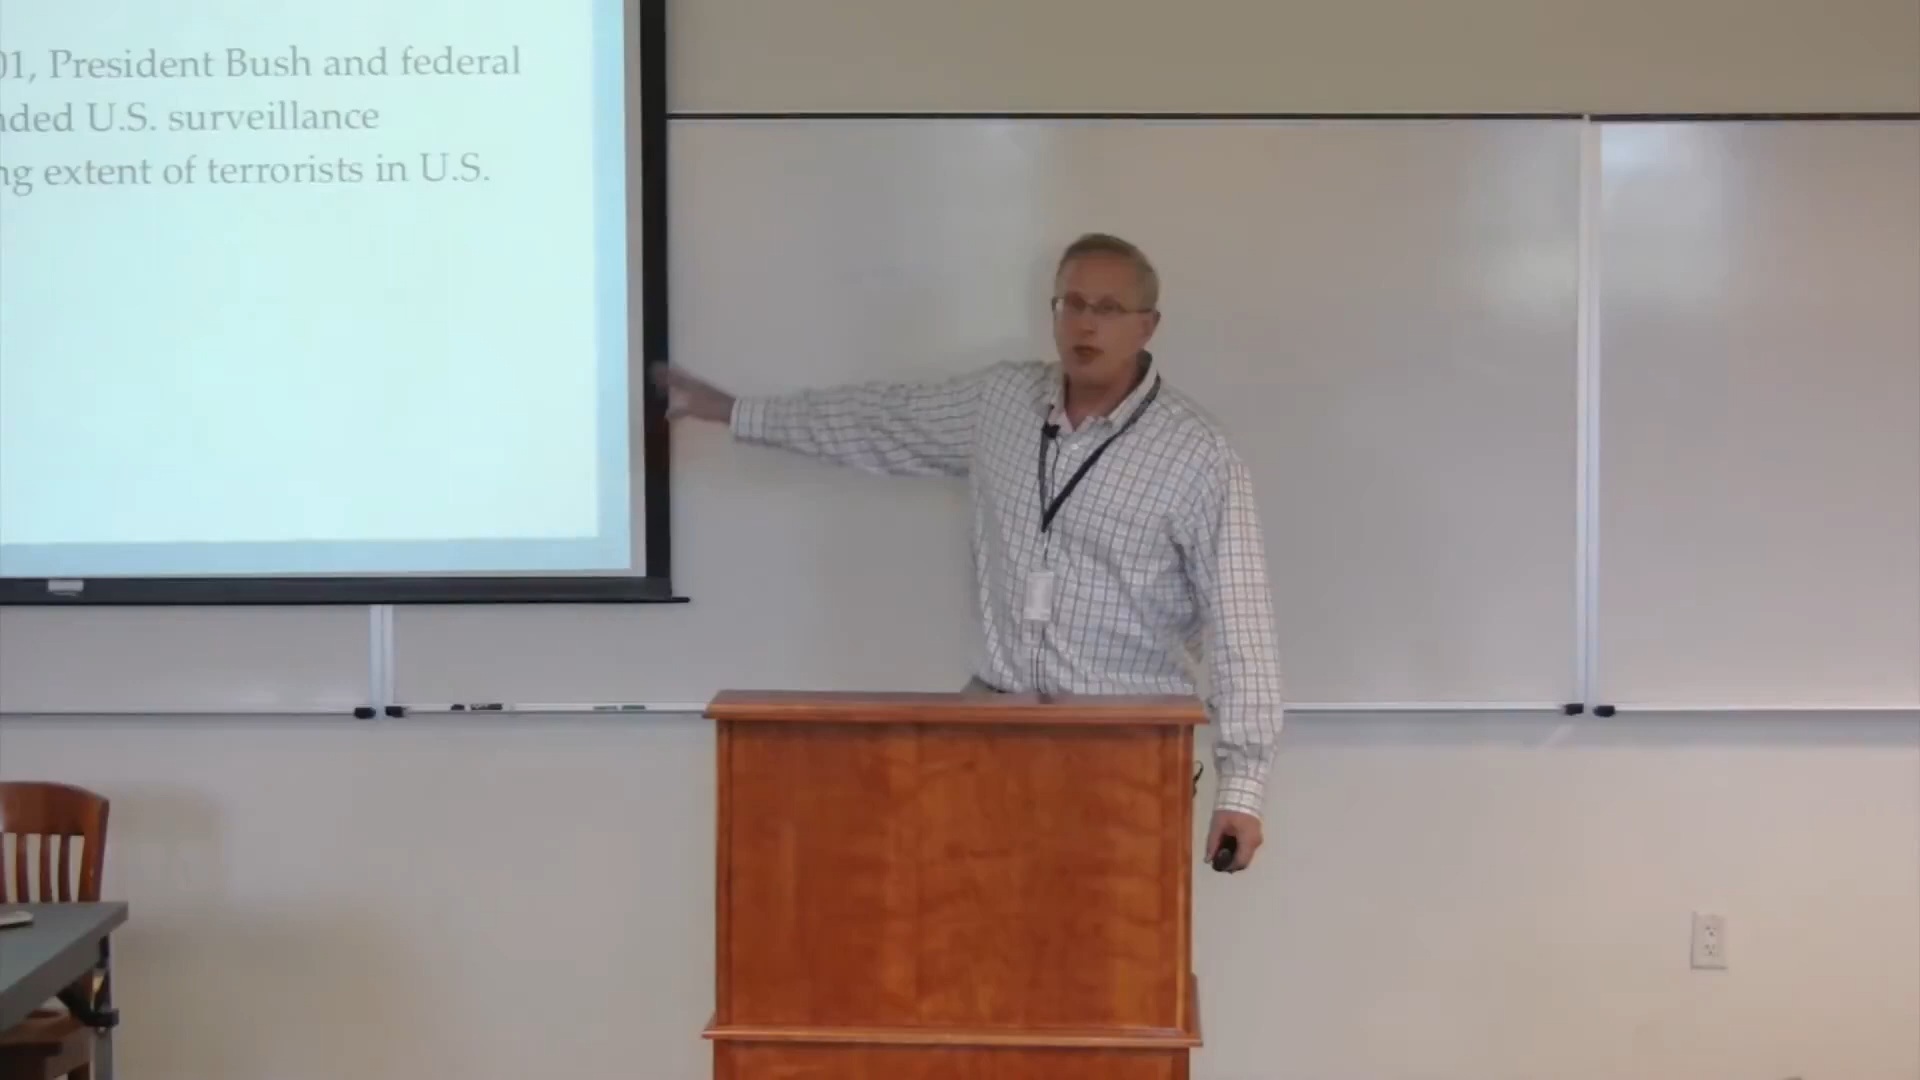 01, President Bush and federal
nded U.S. surveillance
ng extent of terrorists in U.S.